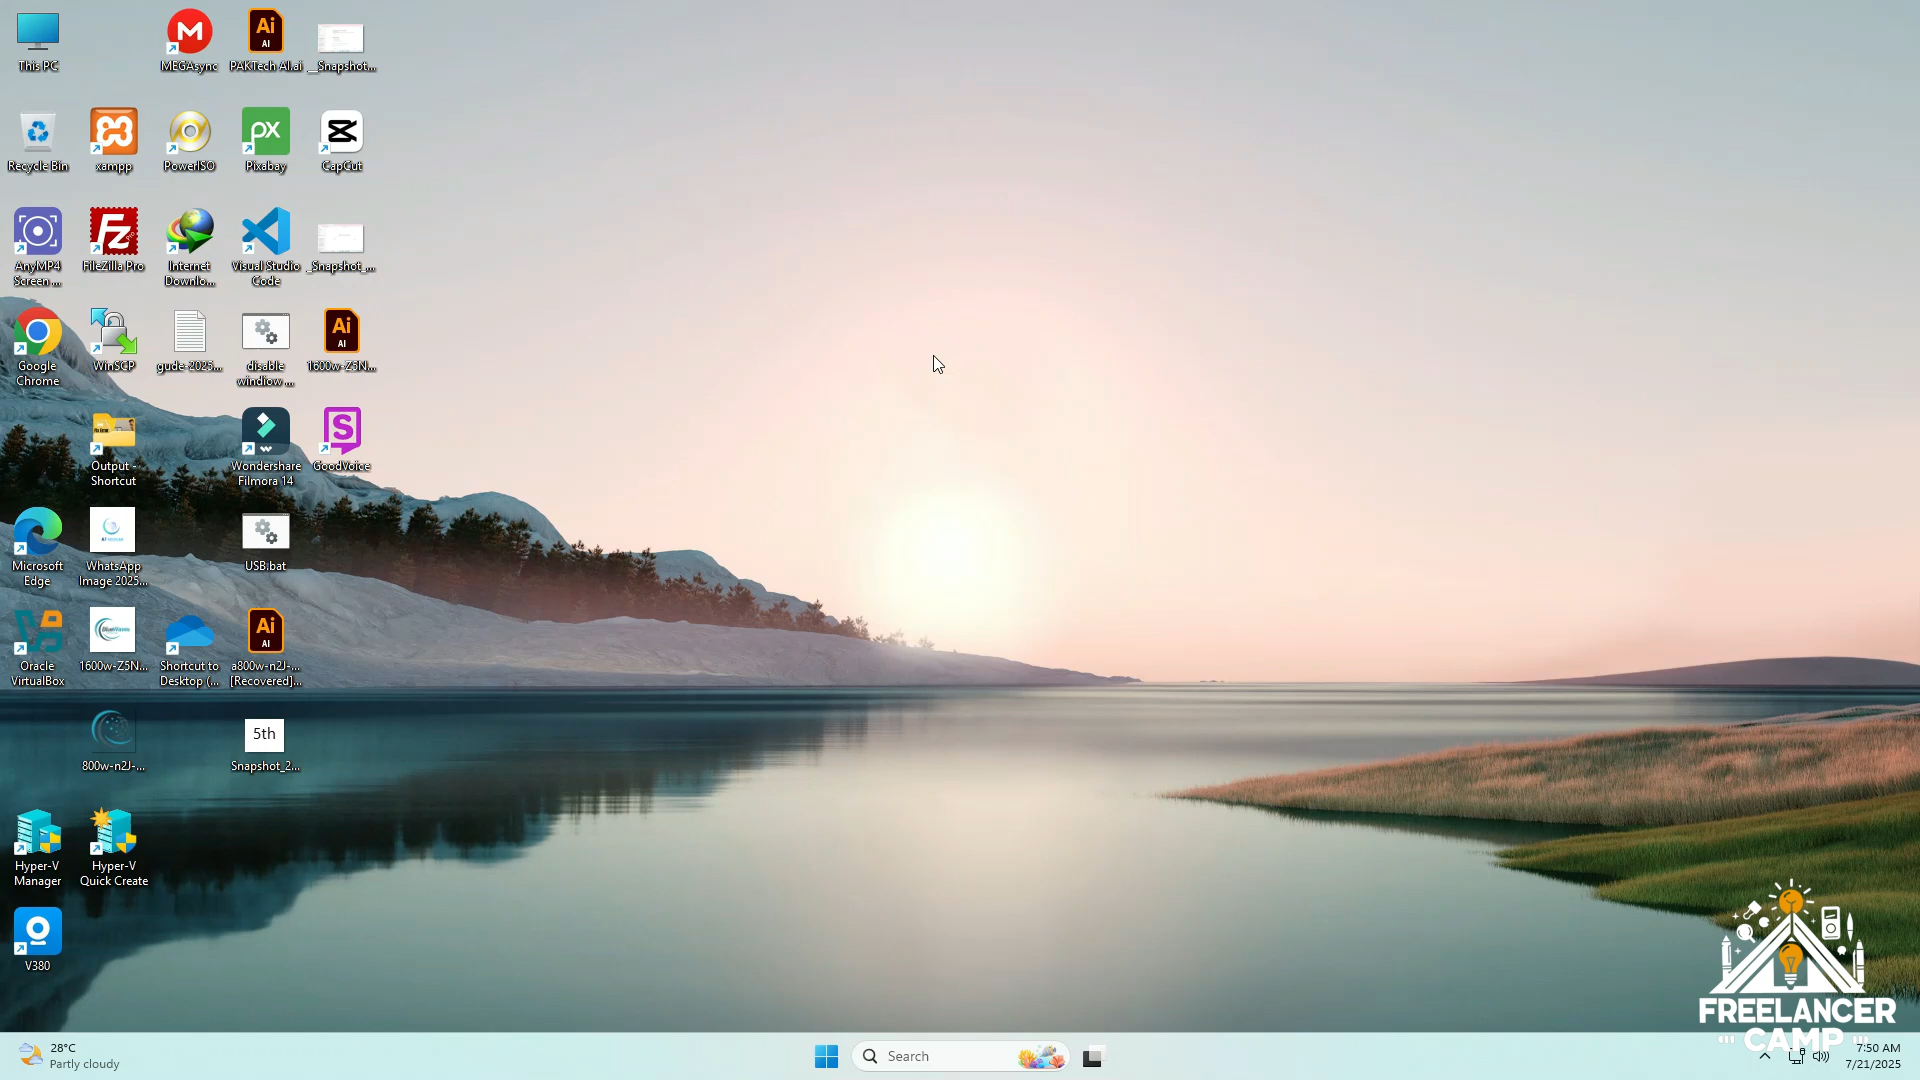 This PC
MEGAsync
PAKTech AI.ai
__Snapshot...
Recycle Bin
xampp
PowerISO
Pixabay
CapCut
AnyMP4
Screen ...
FileZilla Pro
Internet
Downlo...
Visual Studio
Code
_Snapshot_...
Google
Chrome
WinSCP
gude-2025...
disable
windiow ...
1600w-Z5N...
Output -
Shortcut
Wondershare
Filmora 14
GoodVoice
Microsoft
Edge
WhatsApp
Image 2025...
USB.bat
Oracle
VirtualBox
1600w-Z5N...
Shortcut to
Desktop (...
a800w-n2J-...
[Recovered]...
800w-n2J-...
5th
Snapshot_2...
Hyper-V
Manager
Hyper-V
Quick Create
V380
FREELANCER
CAMP
28°C
Partly cloudy
Search
7:50 AM
7/21/2025